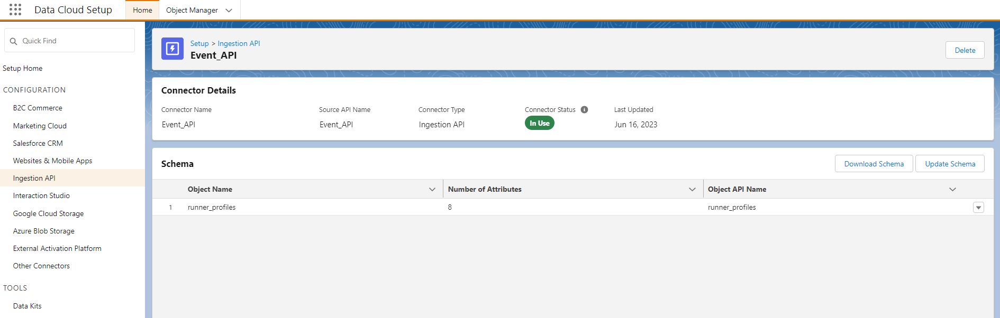 Data Cloud Setup
Home
Object Manager
Quick Find
Setup Home
CONFIGURATION
B2C Commerce
Marketing Cloud
Salesforce CRM
Websites & Mobile Apps
Ingestion API
Interaction Studio
Google Cloud Storage
Azure Blob Storage
External Activation Platform
Other Connectors
TOOLS
Data Kits
Setup > Ingestion API
Event_API
Delete
Connector Details
Connector Name
Event_API
Source API Name
Event_API
Connector Type
Ingestion API
Connector Status
In Use
Last Updated
Jun 16, 2023
Schema
Download Schema
Update Schema
Object Name
Number of Attributes
Object API Name
1
runner_profiles
8
runner_profiles